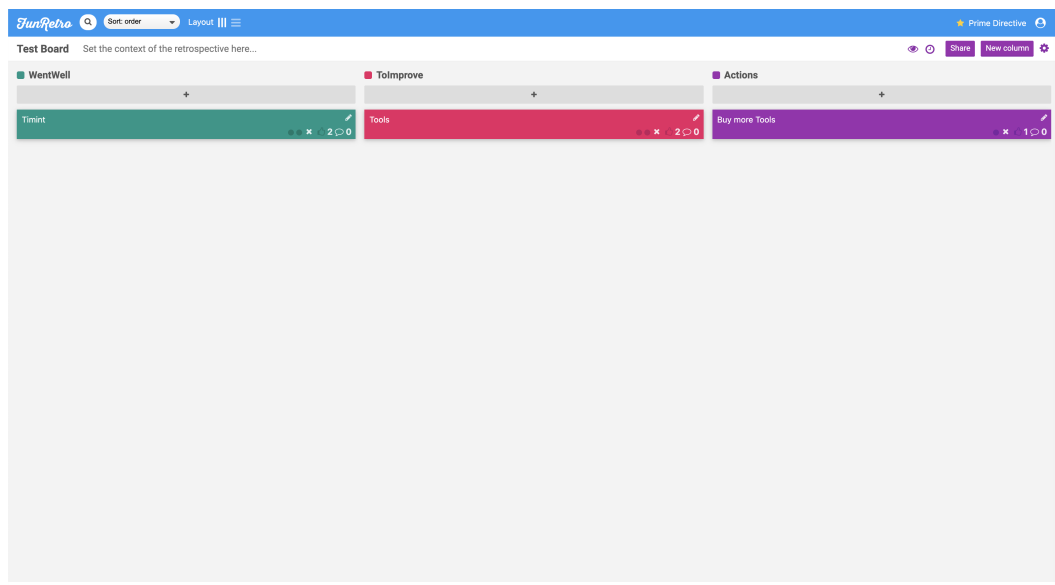 FunRetro Sort: order Layout Prime Directive
Test Board Set the context of the retrospective here... Share New column
WentWell ToImprove Actions
+ + +
Timint Tools Buy more Tools
2 0 2 0 1 0